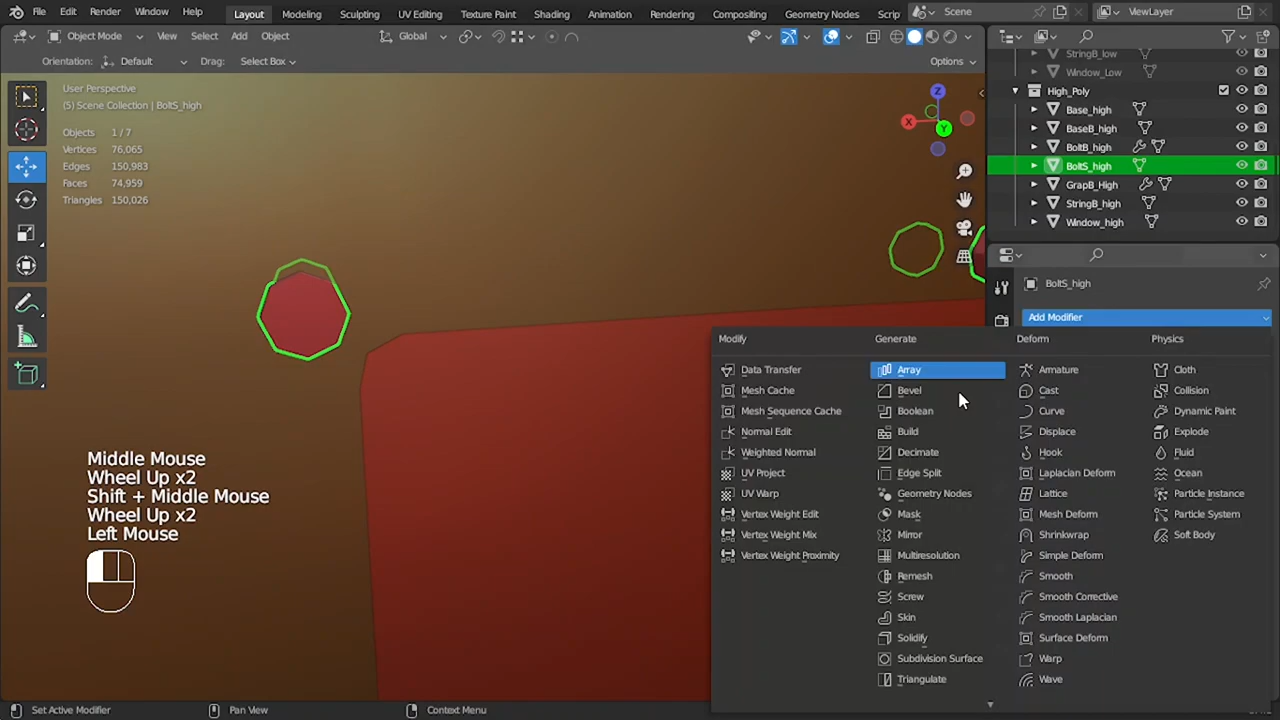 File Edit Render Window Help Layout Modeling Sculpting UV Editing Texture Paint Shading Animation Rendering Compositing Geometry Nodes Scrip Scene ViewLayer
Object Mode View Select Add Object Global
Orientation: Default Drag: Select Box Options
User Perspective
(5) Scene Collection | BoltS_high
Objects 1 / 7
Vertices 76,065
Edges 150,983
Faces 74,959
Triangles 150,026
X Y Z
StringB_low
Window_Low
High_Poly
Base_high
BaseB_high
BoltB_high
BoltS_high
GrapB_High
StringB_high
Window_high
BoltS_high
Add Modifier
Modify
Data Transfer
Mesh Cache
Mesh Sequence Cache
Normal Edit
Weighted Normal
UV Project
UV Warp
Vertex Weight Edit
Vertex Weight Mix
Vertex Weight Proximity
Generate
Array
Bevel
Boolean
Build
Decimate
Edge Split
Geometry Nodes
Mask
Mirror
Multiresolution
Remesh
Screw
Skin
Solidify
Subdivision Surface
Triangulate
Deform
Armature
Cast
Curve
Displace
Hook
Laplacian Deform
Lattice
Mesh Deform
Shrinkwrap
Simple Deform
Smooth
Smooth Corrective
Smooth Laplacian
Surface Deform
Warp
Wave
Physics
Cloth
Collision
Dynamic Paint
Explode
Fluid
Ocean
Particle Instance
Particle System
Soft Body
Middle Mouse
Wheel Up x2
Shift + Middle Mouse
Wheel Up x2
Left Mouse
Set Active Modifier Pan View Context Menu